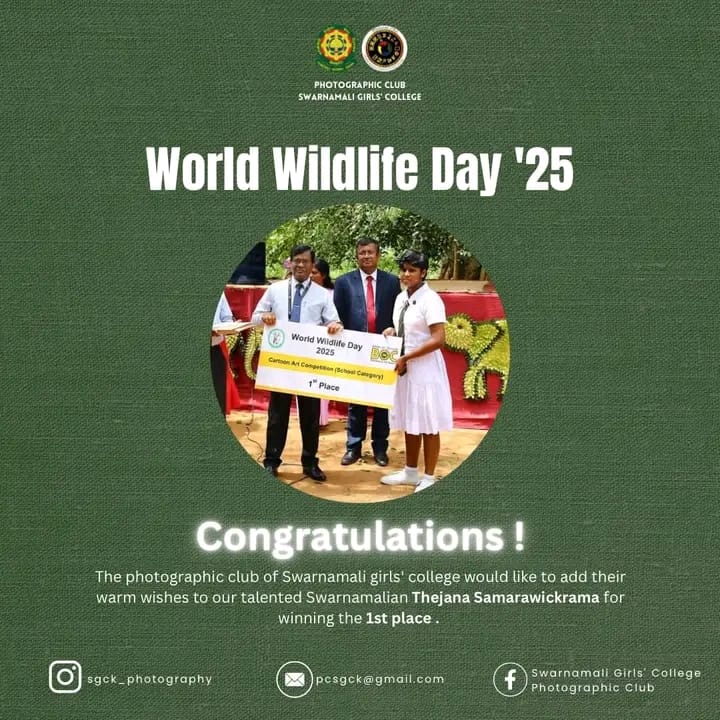 PHOTOGRAPHIC CLUB
SWARNAMALI GIRLS' COLLEGE
World Wildlife Day '25
World Wildlife Day
2025
BOC
Cartoon Art Competition (School Category)
1st Place
Congratulations !
The photographic club of Swarnamali girls' college would like to add their
warm wishes to our talented Swarnamalian Thejana Samarawickrama for
winning the 1st place .
sgck_photography
pcsgck@gmail.com
Swarnamali Girls' College
Photographic Club